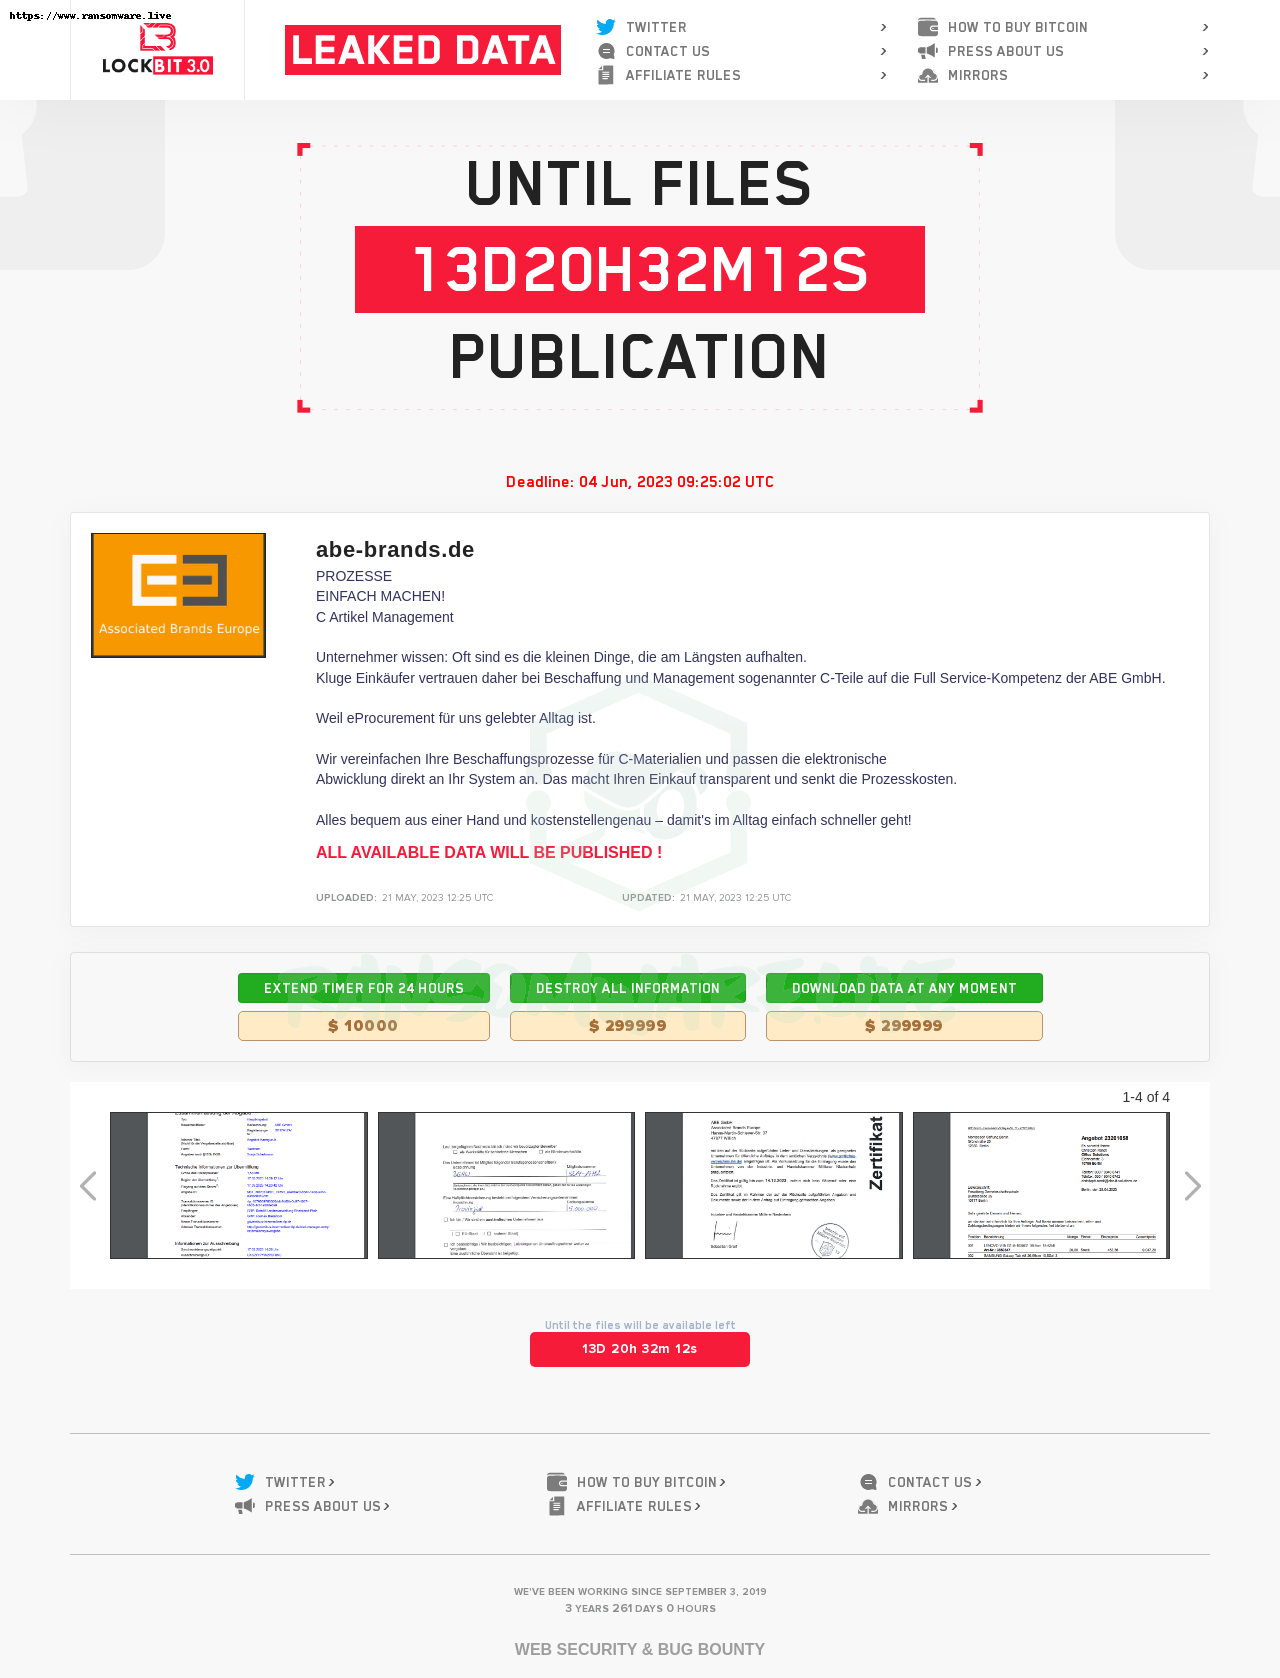 https://www.ransomware.live
LOCKBIT 3.0
LEAKED DATA
TWITTER
CONTACT US
AFFILIATE RULES
HOW TO BUY BITCOIN
PRESS ABOUT US
MIRRORS
UNTIL FILES
13D20H32M12S
PUBLICATION
Deadline: 04 Jun, 2023 09:25:02 UTC
Associated Brands Europe
abe-brands.de
PROZESSE
EINFACH MACHEN!
C Artikel Management
Unternehmer wissen: Oft sind es die kleinen Dinge, die am Längsten aufhalten.
Kluge Einkäufer vertrauen daher bei Beschaffung und Management sogenannter C-Teile auf die Full Service-Kompetenz der ABE GmbH.
Weil eProcurement für uns gelebter Alltag ist.
Wir vereinfachen Ihre Beschaffungsprozesse für C-Materialien und passen die elektronische
Abwicklung direkt an Ihr System an. Das macht Ihren Einkauf transparent und senkt die Prozesskosten.
Alles bequem aus einer Hand und kostenstellengenau – damit's im Alltag einfach schneller geht!
ALL AVAILABLE DATA WILL BE PUBLISHED !
UPLOADED: 21 MAY, 2023 12:25 UTC
UPDATED: 21 MAY, 2023 12:25 UTC
RANSOMWARE.LIVE
EXTEND TIMER FOR 24 HOURS
$ 10000
DESTROY ALL INFORMATION
$ 299999
DOWNLOAD DATA AT ANY MOMENT
$ 299999
1-4 of 4
ABE GmbH
Associated Brands Europe
47877 Willich
Zertifikat
Angebot 23201658
Until the files will be available left
13D 20h 32m 12s
TWITTER
PRESS ABOUT US
HOW TO BUY BITCOIN
AFFILIATE RULES
CONTACT US
MIRRORS
WE'VE BEEN WORKING SINCE SEPTEMBER 3, 2019
3 YEARS 261 DAYS 0 HOURS
WEB SECURITY & BUG BOUNTY